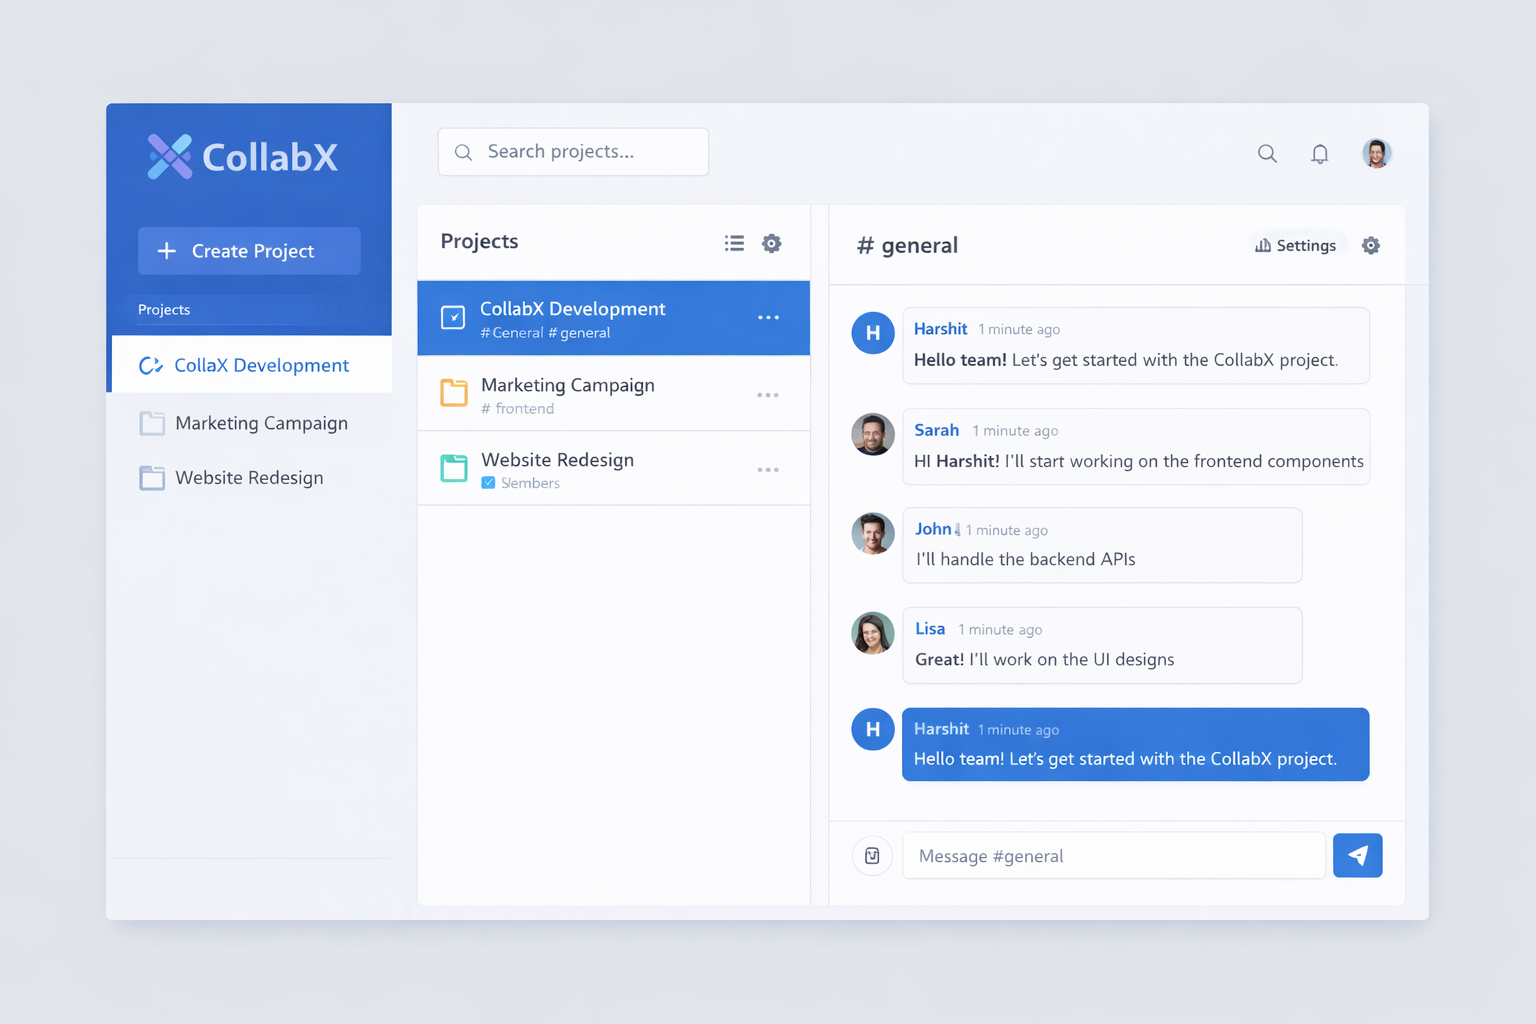 CollabX
Search projects...
+ Create Project
Projects
CollaX Development
Marketing Campaign
Website Redesign
Projects
CollabX Development
#General # general
Marketing Campaign
# frontend
Website Redesign
Slembers
# general
Settings
H
Harshit 1 minute ago
Hello team! Let's get started with the CollabX project.
Sarah 1 minute ago
HI Harshit! I'll start working on the frontend components
John 1 minute ago
I'll handle the backend APIs
Lisa 1 minute ago
Great! I'll work on the UI designs
H
Harshit 1 minute ago
Hello team! Let's get started with the CollabX project.
Message #general